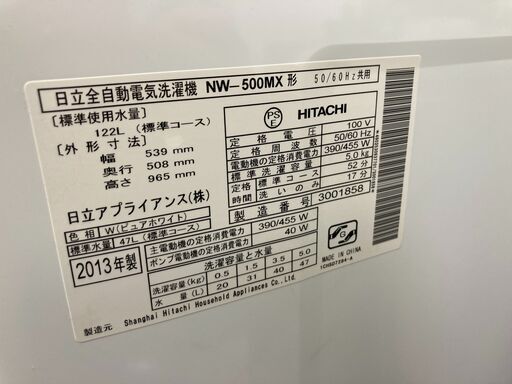 日立全自動電気洗濯機 NW-500MX 形 50/60Hz共用
[標準使用水量]
122L (標準コース)
[外形寸法]
幅 539 mm
奥行 508 mm
高さ 965 mm
日立アプライアンス(株)
色相 W(ピュアホワイト)
標準水量 47L (標準コース)
2013年製
PS
E
HITACHI
定格電圧 100 V
定格周波数 50/60 Hz
電動機の定格消費電力 390/455 W
標準洗濯容量 5.0 kg
定格時間 標準コース 52分
洗いのみ 17分
製造番号 3001858
主電動機の定格消費電力 390/455 W
ポンプ電動機の定格消費電力 40 W
洗濯容量と水量
洗濯容量(kg) 0.5 1.5 3.5 5.0
水量(L) 20 31 40 47
G
MADE IN CHINA
製造元 Shanghai Hitachi Household Appliances Co., Ltd.